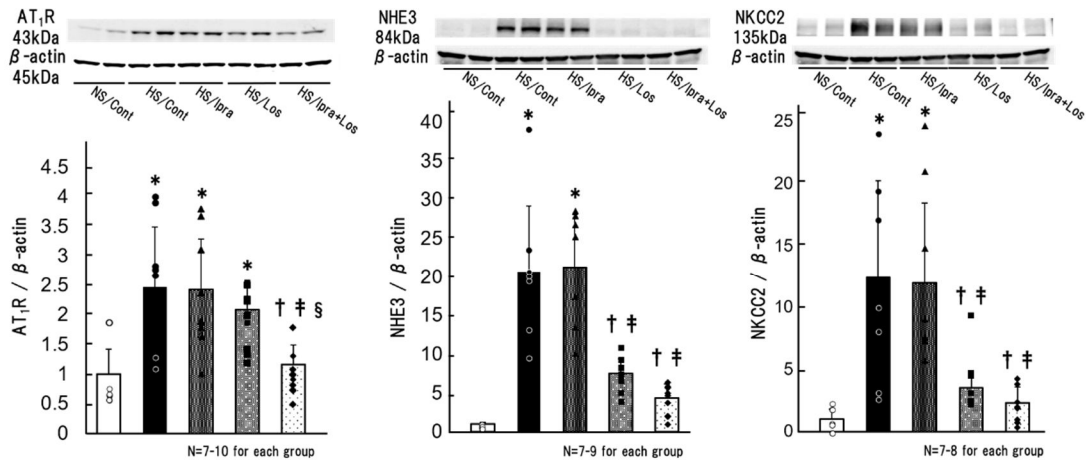 AT1R
43kDa
β-actin
45kDa
NS/Cont
HS/Cont
HS/Ipra
HS/Los
HS/Ipra+Los
AT1R / β-actin
4.5
4
3.5
3
2.5
2
1.5
1
0.5
0
*
*
*
† ‡ §
N=7-10 for each group
NHE3
84kDa
β-actin
NS/Cont
HS/Cont
HS/Ipra
HS/Los
HS/Ipra+Los
NHE3 / β-actin
40
35
30
25
20
15
10
5
0
*
*
† ‡
† ‡
N=7-9 for each group
NKCC2
135kDa
β-actin
NS/Cont
HS/Cont
HS/Ipra
HS/Los
HS/Ipra+Los
NKCC2 / β-actin
25
20
15
10
5
0
*
*
† ‡
† ‡
N=7-8 for each group